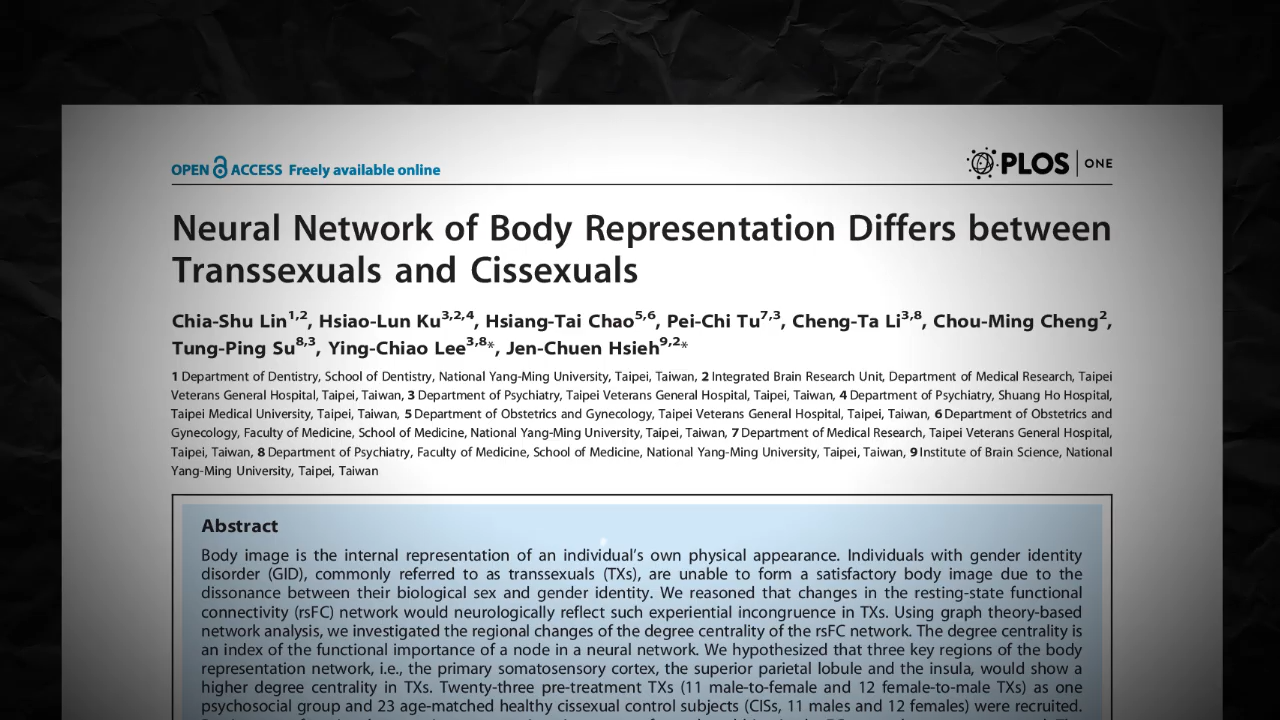 OPEN ACCESS Freely available online
PLOS | ONE
Neural Network of Body Representation Differs between
Transsexuals and Cissexuals
Chia-Shu Lin1,2, Hsiao-Lun Ku3,2,4, Hsiang-Tai Chao5,6, Pei-Chi Tu7,3, Cheng-Ta Li3,8, Chou-Ming Cheng2,
Tung-Ping Su8,3, Ying-Chiao Lee3,8*, Jen-Chuen Hsieh9,2*
1 Department of Dentistry, School of Dentistry, National Yang-Ming University, Taipei, Taiwan, 2 Integrated Brain Research Unit, Department of Medical Research, Taipei
Veterans General Hospital, Taipei, Taiwan, 3 Department of Psychiatry, Taipei Veterans General Hospital, Taipei, Taiwan, 4 Department of Psychiatry, Shuang Ho Hospital,
Taipei Medical University, Taipei, Taiwan, 5 Department of Obstetrics and Gynecology, Taipei Veterans General Hospital, Taipei, Taiwan, 6 Department of Obstetrics and
Gynecology, Faculty of Medicine, School of Medicine, National Yang-Ming University, Taipei, Taiwan, 7 Department of Medical Research, Taipei Veterans General Hospital,
Taipei, Taiwan, 8 Department of Psychiatry, Faculty of Medicine, School of Medicine, National Yang-Ming University, Taipei, Taiwan, 9 Institute of Brain Science, National
Yang-Ming University, Taipei, Taiwan
Abstract
Body image is the internal representation of an individual's own physical appearance. Individuals with gender identity
disorder (GID), commonly referred to as transsexuals (TXs), are unable to form a satisfactory body image due to the
dissonance between their biological sex and gender identity. We reasoned that changes in the resting-state functional
connectivity (rsFC) network would neurologically reflect such experiential incongruence in TXs. Using graph theory-based
network analysis, we investigated the regional changes of the degree centrality of the rsFC network. The degree centrality is
an index of the functional importance of a node in a neural network. We hypothesized that three key regions of the body
representation network, i.e., the primary somatosensory cortex, the superior parietal lobule and the insula, would show a
higher degree centrality in TXs. Twenty-three pre-treatment TXs (11 male-to-female and 12 female-to-male TXs) as one
psychosocial group and 23 age-matched healthy cissexual control subjects (CISs, 11 males and 12 females) were recruited.